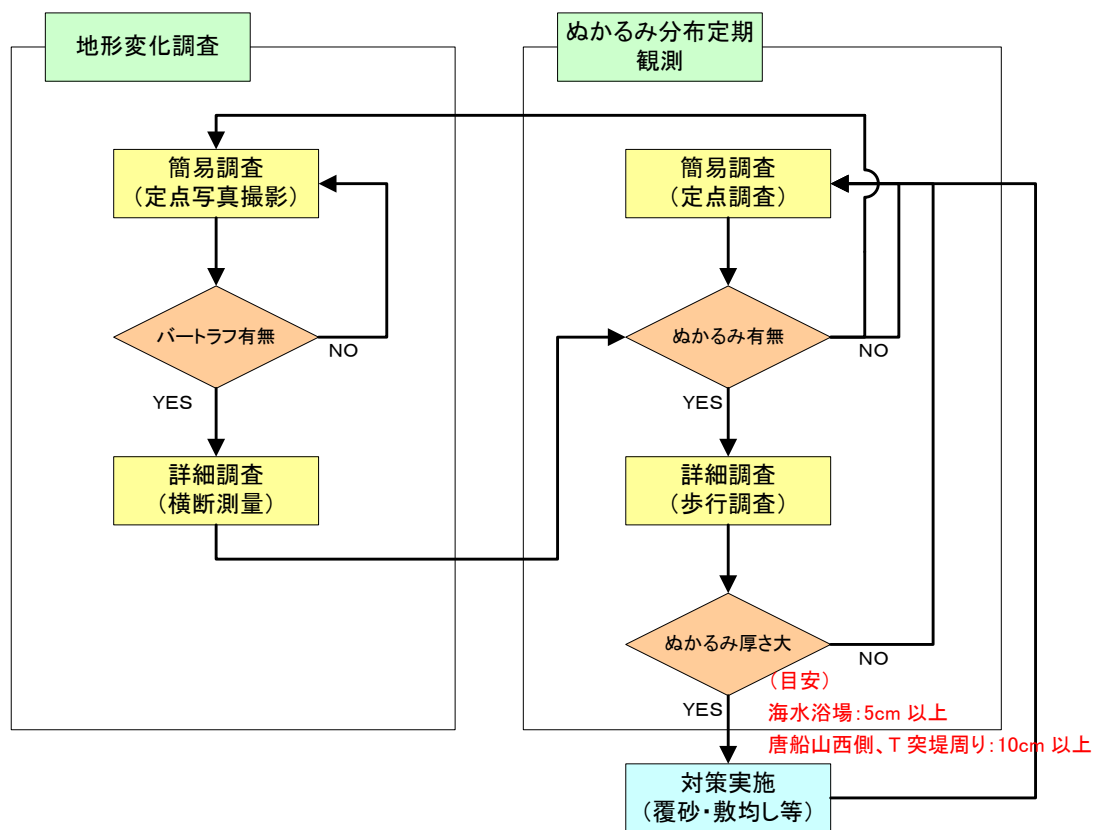 地形変化調査
簡易調査
（定点写真撮影）
バートラフ有無
NO
YES
詳細調査
（横断測量）
ぬかるみ分布定期
観測
簡易調査
（定点調査）
ぬかるみ有無
NO
YES
詳細調査
（歩行調査）
ぬかるみ厚さ大
NO
YES
（目安）
海水浴場：5cm 以上
唐船山西側、T 突堤周り：10cm 以上
対策実施
（覆砂・敷均し等）